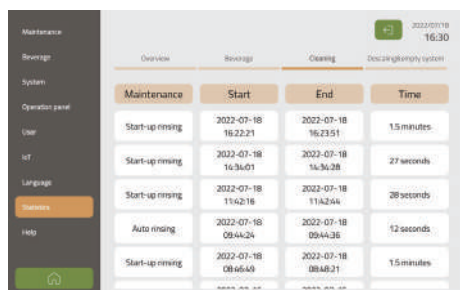 2022/07/18
16:30
Maintenance
Beverage
System
Operation panel
User
IoT
Language
Statistics
Help
Overview
Beverage
Cleaning
Descaling&empty system
Maintenance
Start
End
Time
Start-up rinsing
2022-07-18
16:22:21
2022-07-18
16:23:51
1.5 minutes
Start-up rinsing
2022-07-18
14:34:01
2022-07-18
14:34:28
27 seconds
Start-up rinsing
2022-07-18
11:42:16
2022-07-18
11:42:44
28 seconds
Auto rinsing
2022-07-18
09:44:24
2022-07-18
09:44:36
12 seconds
Start-up rinsing
2022-07-18
08:46:49
2022-07-18
08:48:21
1.5 minutes